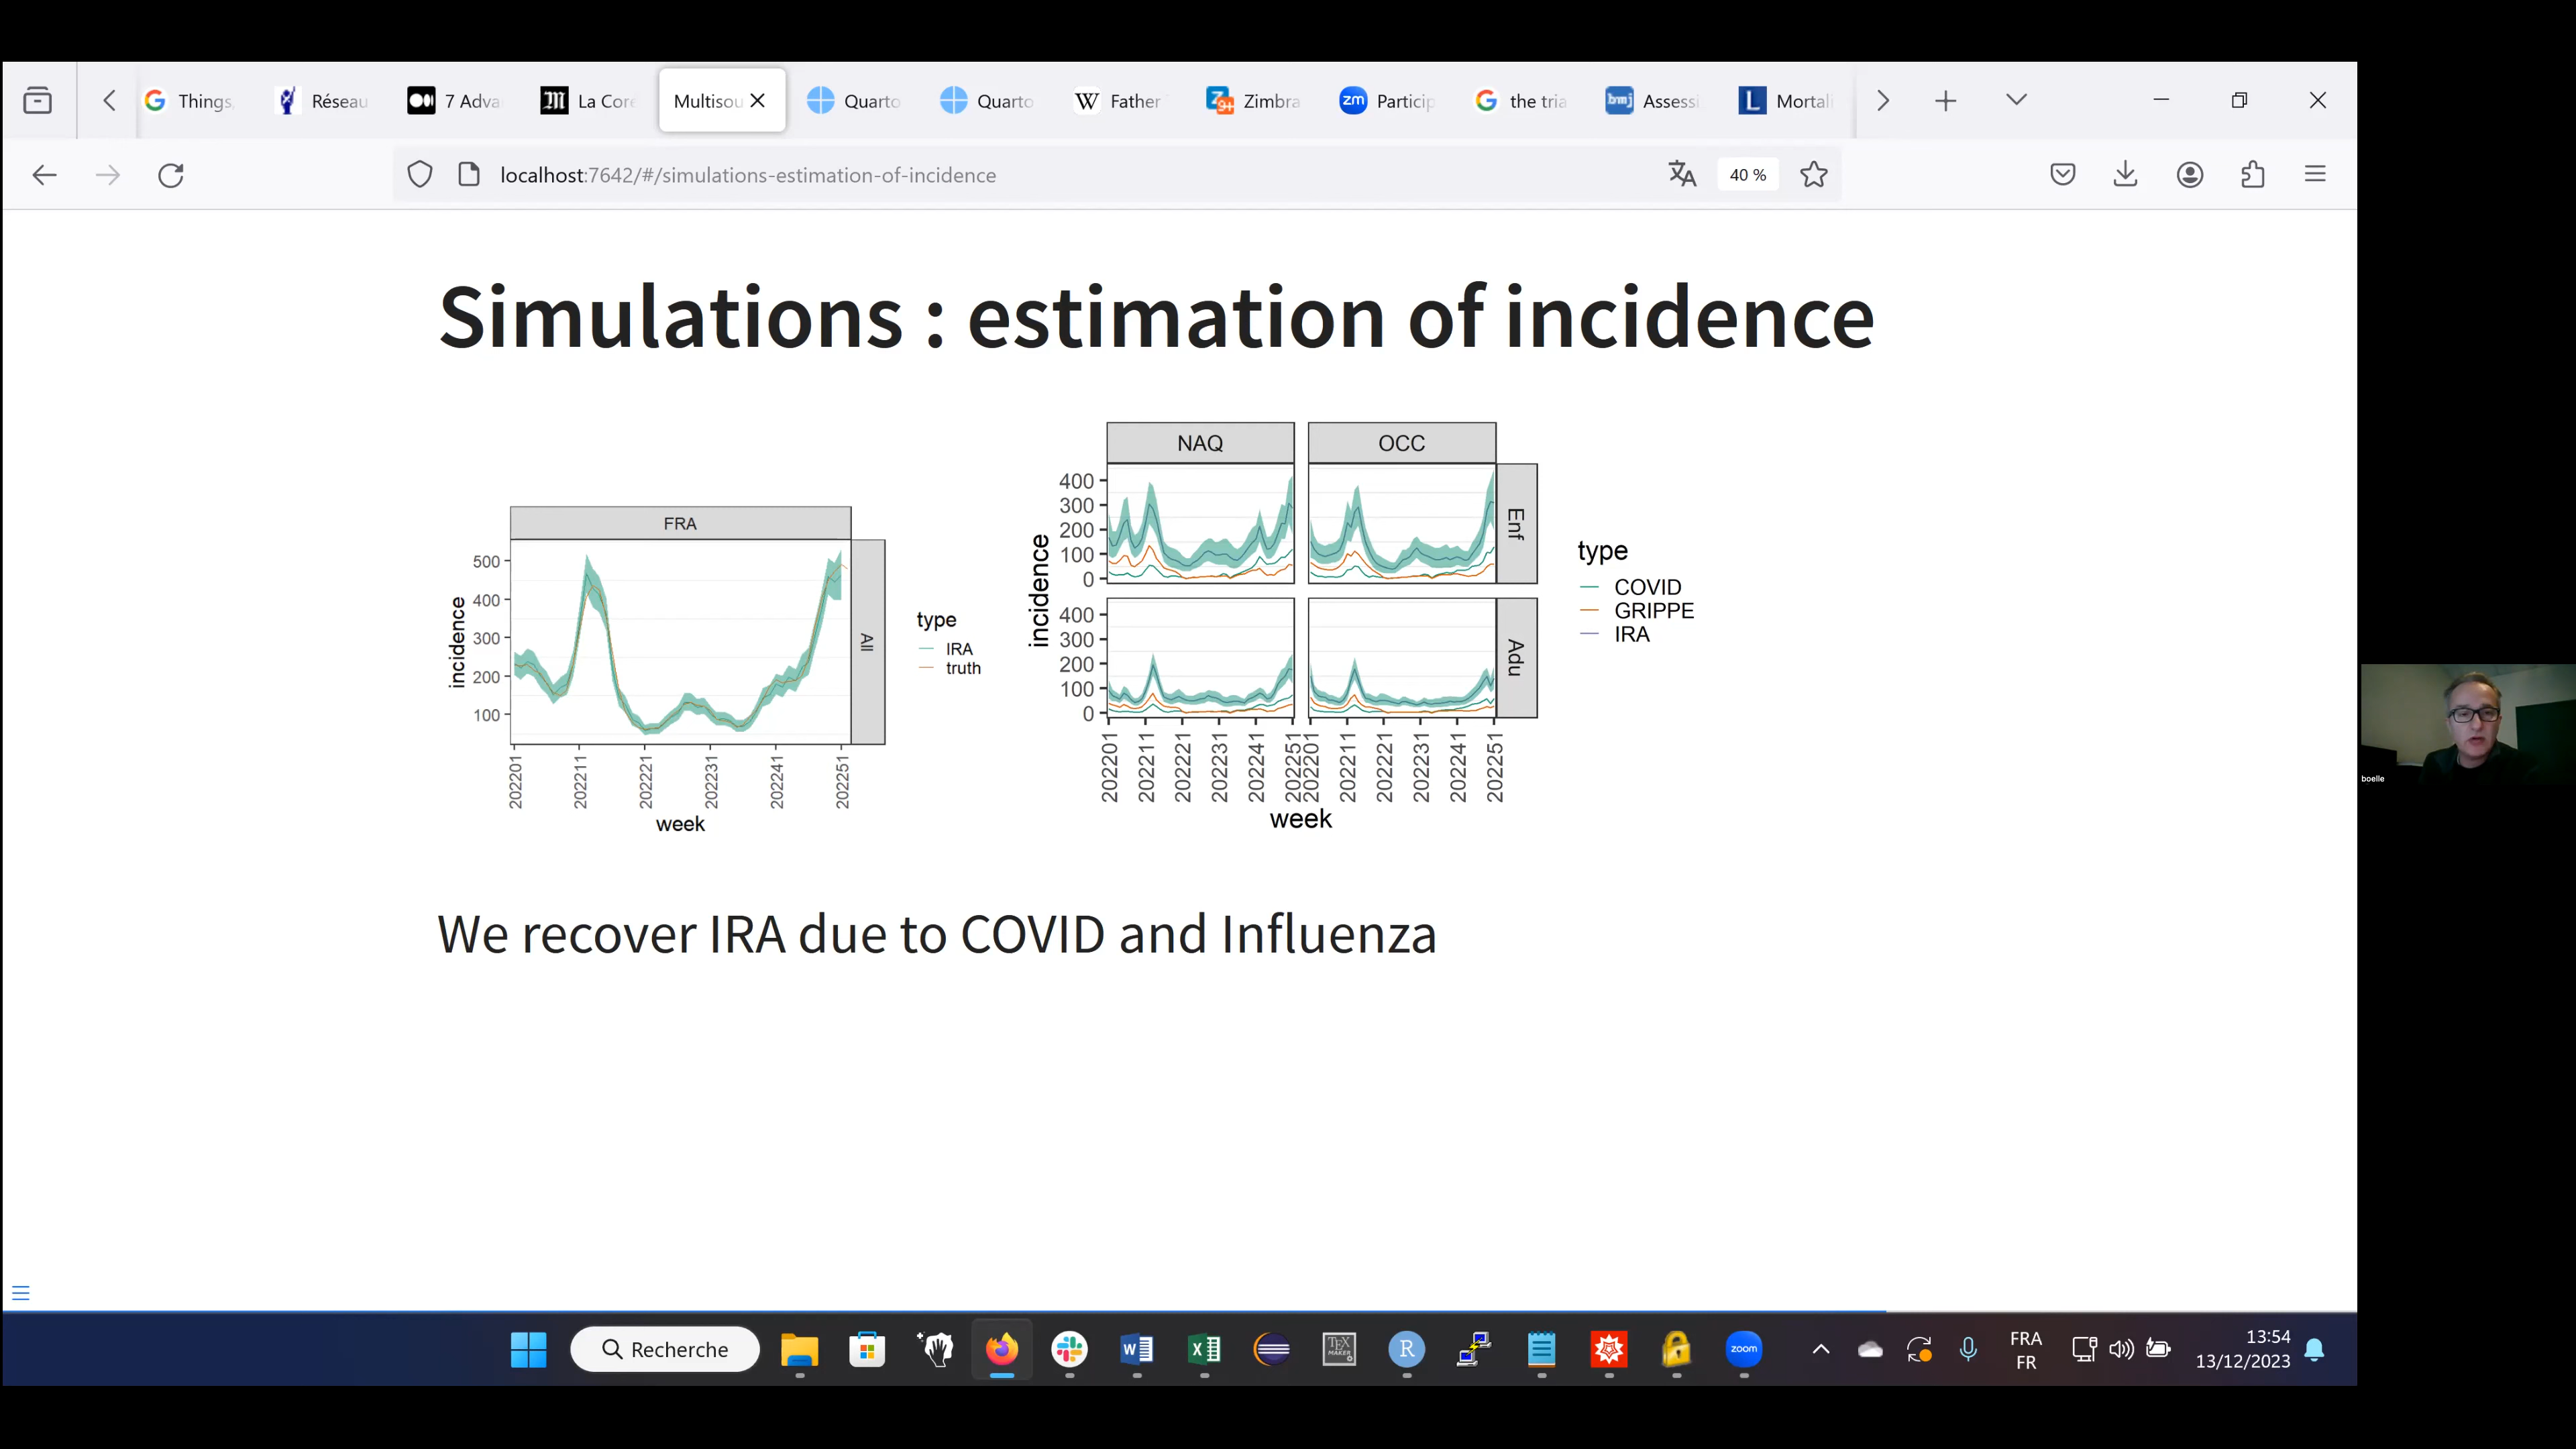 Things
Réseau
7 Adva
La Core
Multisou
Quarto
Quarto
Father
Zimbra
Particip
the tria
Assessi
Mortali
localhost:7642/#/simulations-estimation-of-incidence
40 %
Simulations : estimation of incidence
FRA
All
incidence
500
400
300
200
100
202201
202211
202221
202231
202241
202251
week
type
IRA
truth
NAQ
OCC
Enf
Adu
incidence
400
300
200
100
0
400
300
200
100
0
202201
202211
202221
202231
202241
202251
202201
202211
202221
202231
202241
202251
week
type
COVID
GRIPPE
IRA
We recover IRA due to COVID and Influenza
boelle
Recherche
zoom
FRA
FR
13:54
13/12/2023